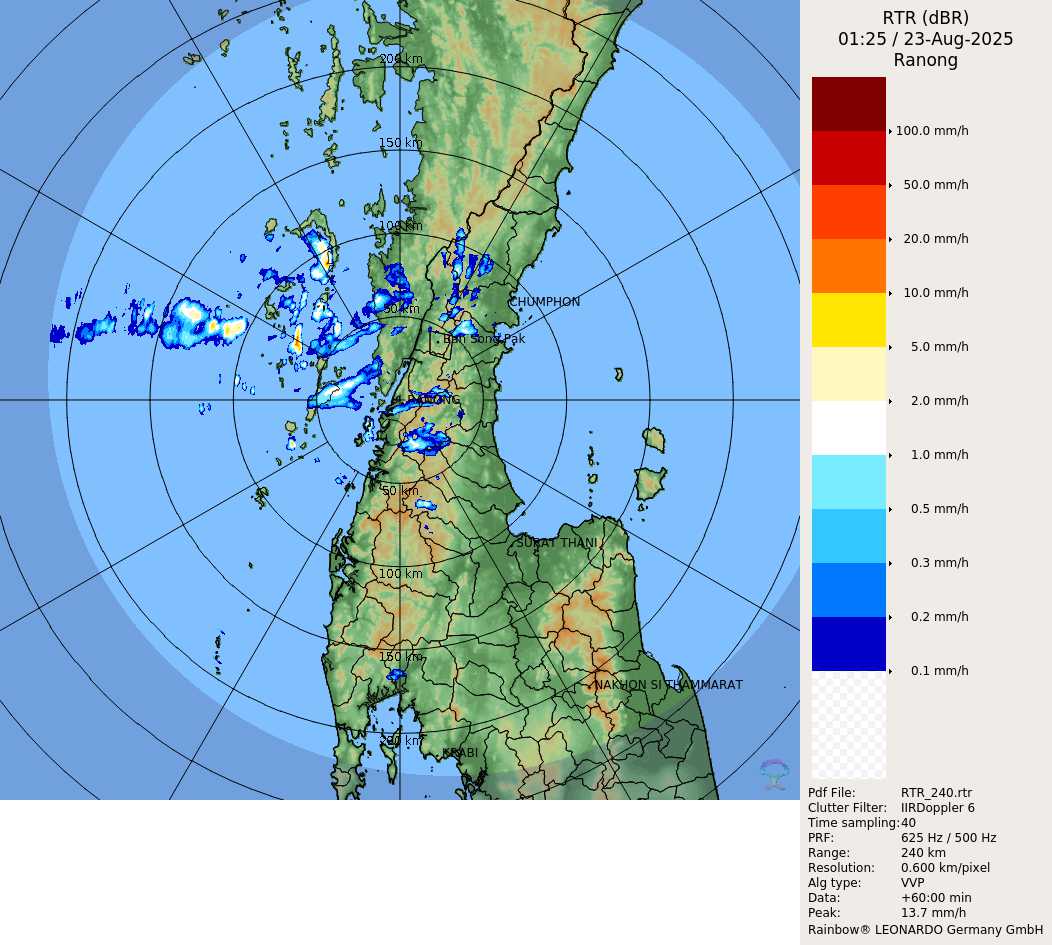 RTR (dBR)
01:25 / 23-Aug-2025
Ranong
200 km
150 km
100 km
50 km
CHUMPHON
Ban Song Pak
RANONG
50 km
SURAT THANI
100 km
150 km
NAKHON SI THAMMARAT
200 km
KRABI
100.0 mm/h
50.0 mm/h
20.0 mm/h
10.0 mm/h
5.0 mm/h
2.0 mm/h
1.0 mm/h
0.5 mm/h
0.3 mm/h
0.2 mm/h
0.1 mm/h
Pdf File: RTR_240.rtr
Clutter Filter: IIRDoppler 6
Time sampling:40
PRF: 625 Hz / 500 Hz
Range: 240 km
Resolution: 0.600 km/pixel
Alg type: VVP
Data: +60:00 min
Peak: 13.7 mm/h
Rainbow® LEONARDO Germany GmbH